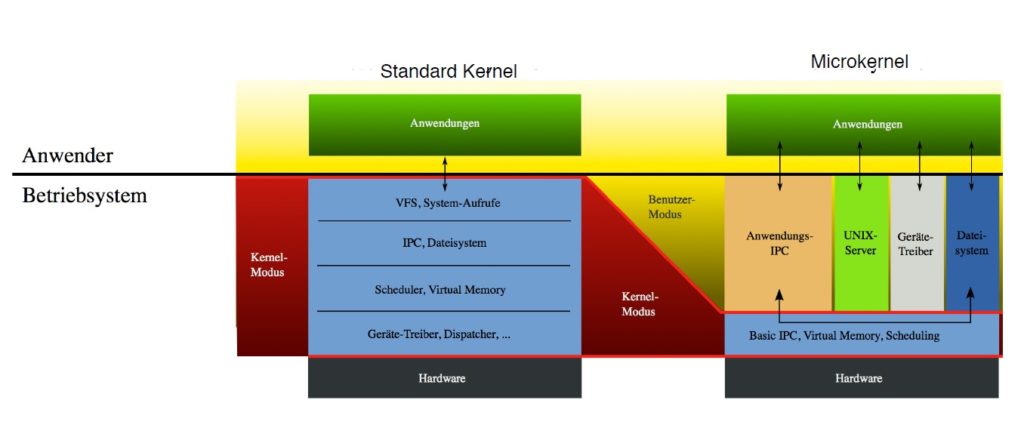 Standard Kernel
Microkernel
Anwendungen
Anwendungen
Anwender
Betriebsystem
VFS, System-Aufrufe
IPC, Dateisystem
Scheduler, Virtual Memory
Geräte-Treiber, Dispatcher, ...
Kernel-
Modus
Hardware
Benutzer-
Modus
Kernel-
Modus
Anwendungs-
IPC
UNIX-
Server
Geräte-
Treiber
Datei-
system
Basic IPC, Virtual Memory, Scheduling
Hardware